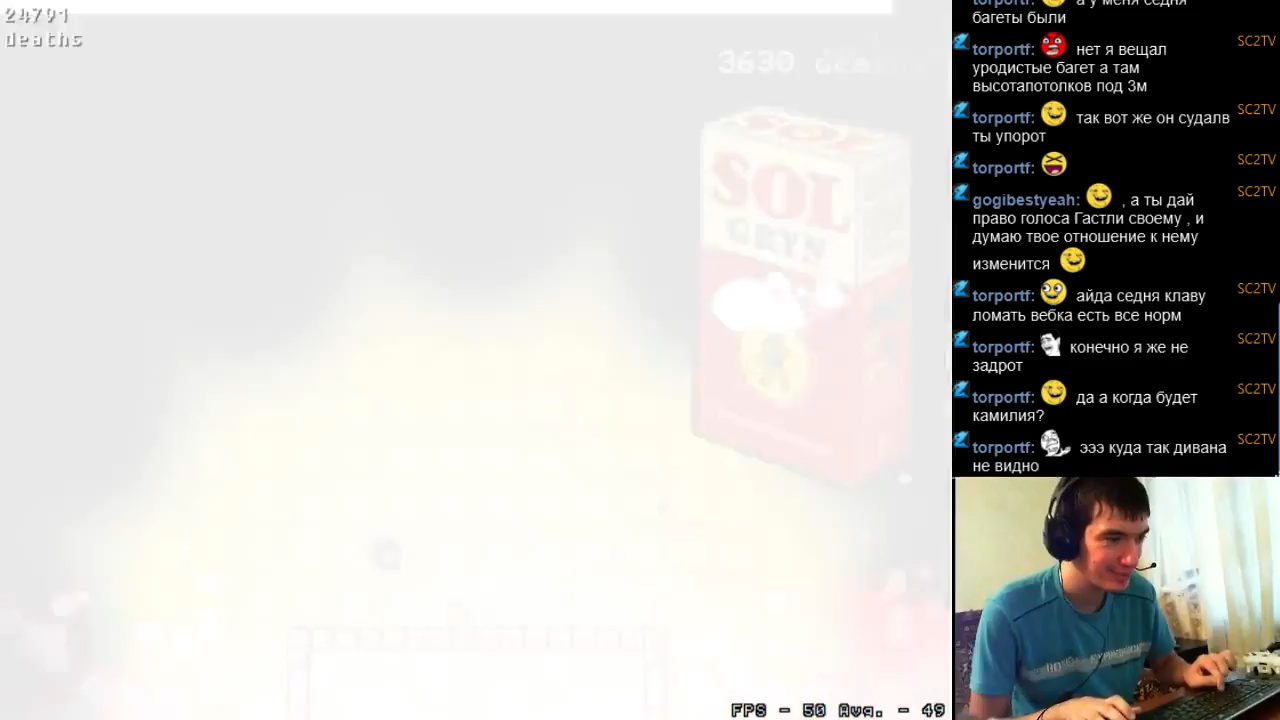 24791
deaths
3630
SOL
torportf: а у меня седня
багеты были
torportf: нет я вещал
SC2TV
уродистые багет а там
высотапотолков под 3м
torportf: так вот же он судалв
SC2TV
ты упорот
torportf:
SC2TV
gogibestyeah: , а ты дай
SC2TV
право голоса Гастли своему , и
думаю твое отношение к нему
изменится
torportf: айда седня клаву
SC2TV
ломать вебка есть все норм
torportf: конечно я же не
SC2TV
задрот
torportf: да а когда будет
SC2TV
камилия?
torportf: эээ куда так дивана
SC2TV
не видно
FPS - 50 Avg. - 49